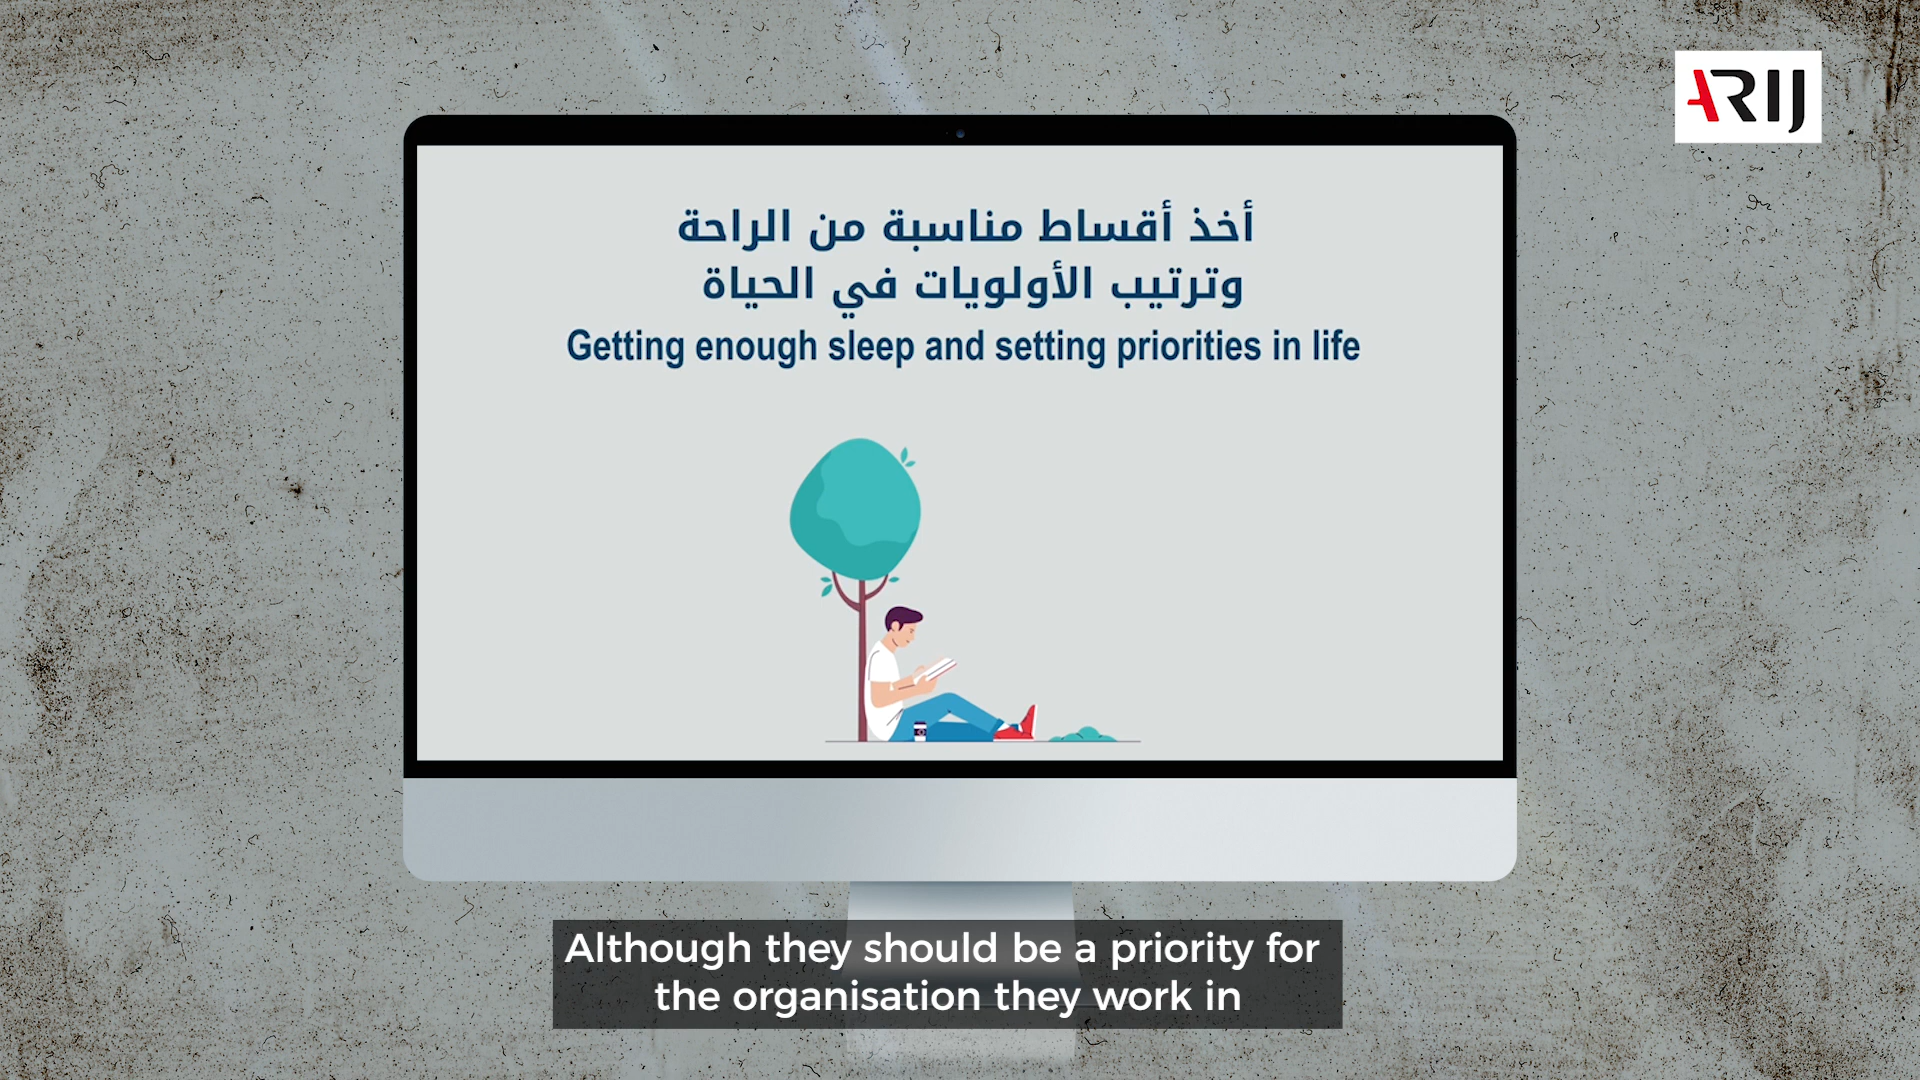 ARIJ
أخذ أقساط مناسبة من الراحة
وترتيب الأولويات في الحياة
Getting enough sleep and setting priorities in life
Although they should be a priority for
the organisation they work in